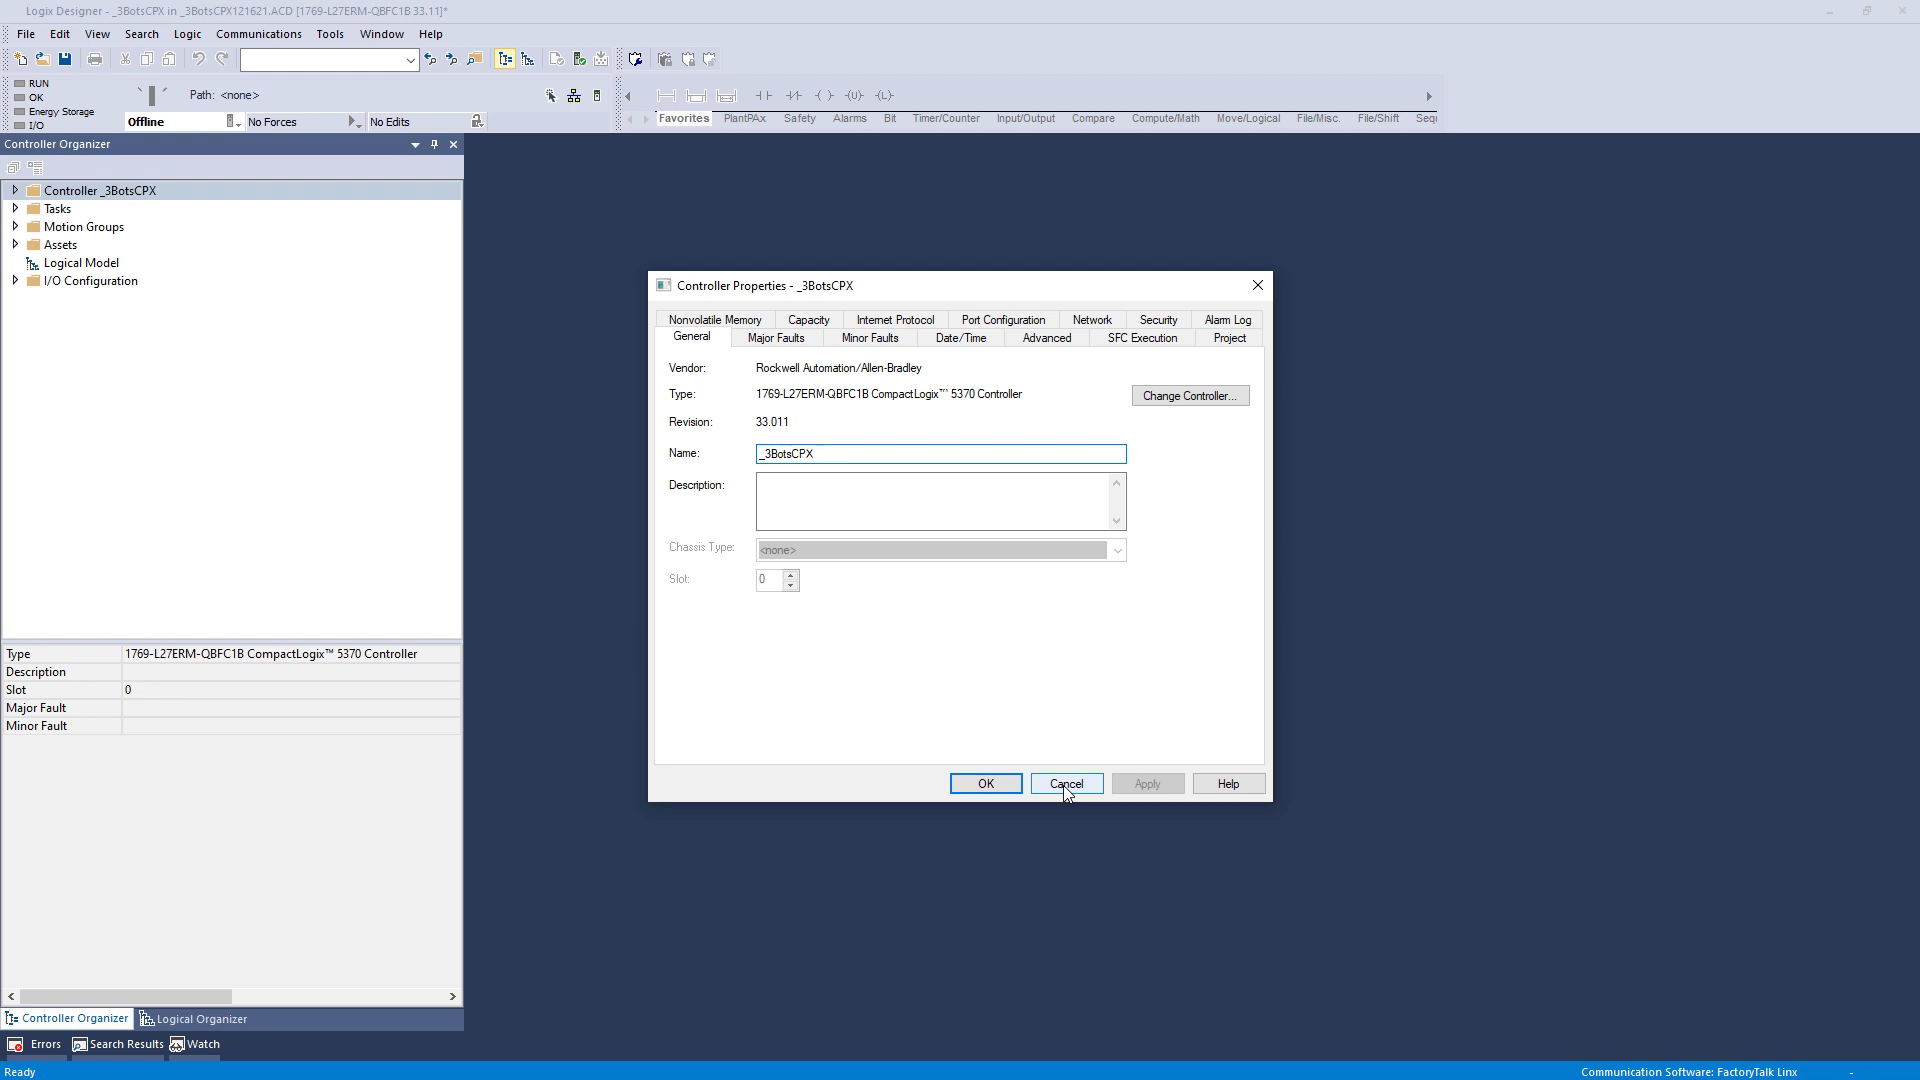 Logix Designer - _3BotsCPX in _3BotsCPX121621.ACD [1769-L27ERM-QBFC1B 33.11]*
File Edit View Search Logic Communications Tools Window Help
RUN
OK
Energy Storage
I/O
Path: <none>
Offline
No Forces
No Edits
Favorites PlantPAx Safety Alarms Bit Timer/Counter Input/Output Compare Compute/Math Move/Logical File/Misc. File/Shift Sequ
Controller Organizer
Controller _3BotsCPX
Tasks
Motion Groups
Assets
Logical Model
I/O Configuration
Type 1769-L27ERM-QBFC1B CompactLogix™ 5370 Controller
Description
Slot 0
Major Fault
Minor Fault
Controller Organizer Logical Organizer
Errors Search Results Watch
Ready
Communication Software: FactoryTalk Linx -
Controller Properties - _3BotsCPX
Nonvolatile Memory Capacity Internet Protocol Port Configuration Network Security Alarm Log
General Major Faults Minor Faults Date/Time Advanced SFC Execution Project
Vendor: Rockwell Automation/Allen-Bradley
Type: 1769-L27ERM-QBFC1B CompactLogix™ 5370 Controller
Change Controller...
Revision: 33.011
Name: _3BotsCPX
Description:
Chassis Type: <none>
Slot: 0
OK Cancel Apply Help